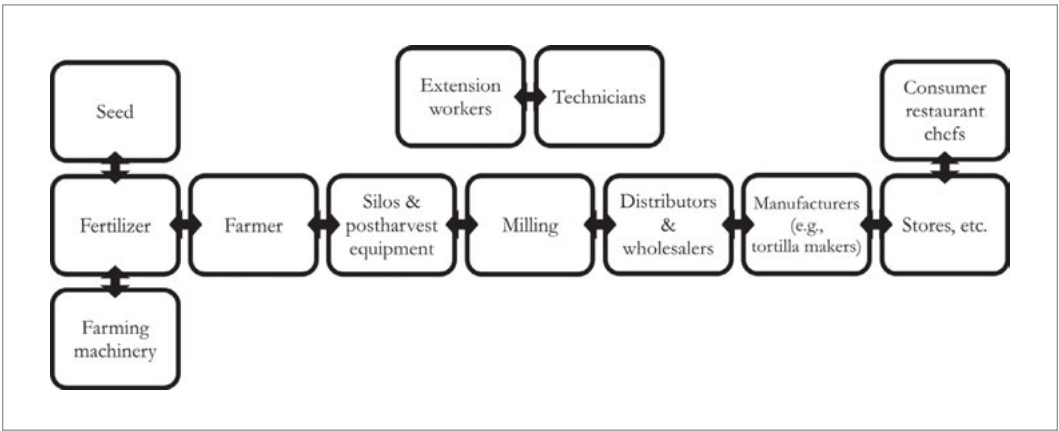 Seed
Extension
workers
Technicians
Consumer
restaurant
chefs
Fertilizer
Farmer
Silos &
postharvest
equipment
Milling
Distributors
&
wholesalers
Manufacturers
(e.g.,
tortilla makers)
Stores, etc.
Farming
machinery